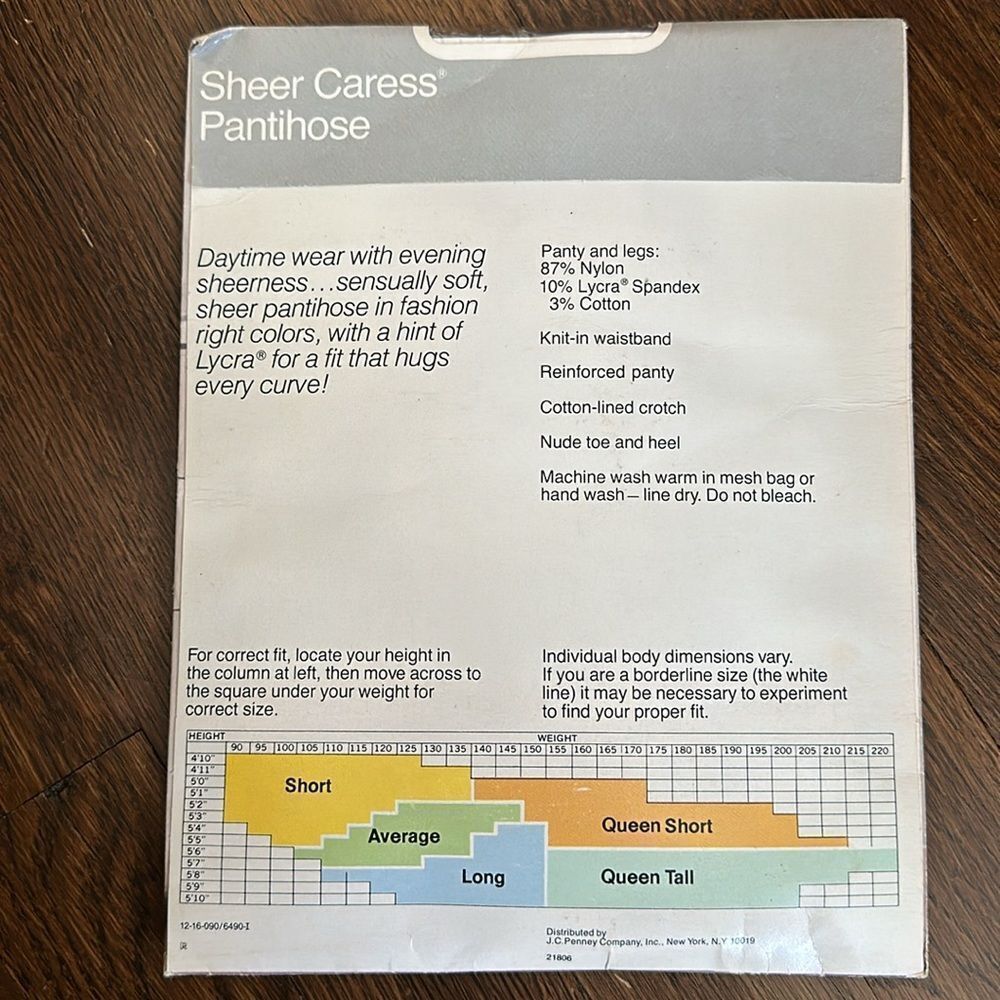 Sheer Caress®
Pantihose
Daytime wear with evening
sheerness...sensually soft,
sheer pantihose in fashion
right colors, with a hint of
Lycra® for a fit that hugs
every curve!
Panty and legs:
87% Nylon
10% Lycra® Spandex
3% Cotton
Knit-in waistband
Reinforced panty
Cotton-lined crotch
Nude toe and heel
Machine wash warm in mesh bag or
hand wash — line dry. Do not bleach.
For correct fit, locate your height in
the column at left, then move across to
the square under your weight for
correct size.
Individual body dimensions vary.
If you are a borderline size (the white
line) it may be necessary to experiment
to find your proper fit.
HEIGHT WEIGHT
90 95 100 105 110 115 120 125 130 135 140 145 150 155 160 165 170 175 180 185 190 195 200 205 210 215 220
4'10"
4'11"
5'0"
5'1"
5'2"
5'3"
5'4"
5'5"
5'6"
5'7"
5'8"
5'9"
5'10"
Short
Average
Long
Queen Short
Queen Tall
12-16-090/6490-I
Distributed by
J.C. Penney Company, Inc., New York, N.Y. 10019
21806